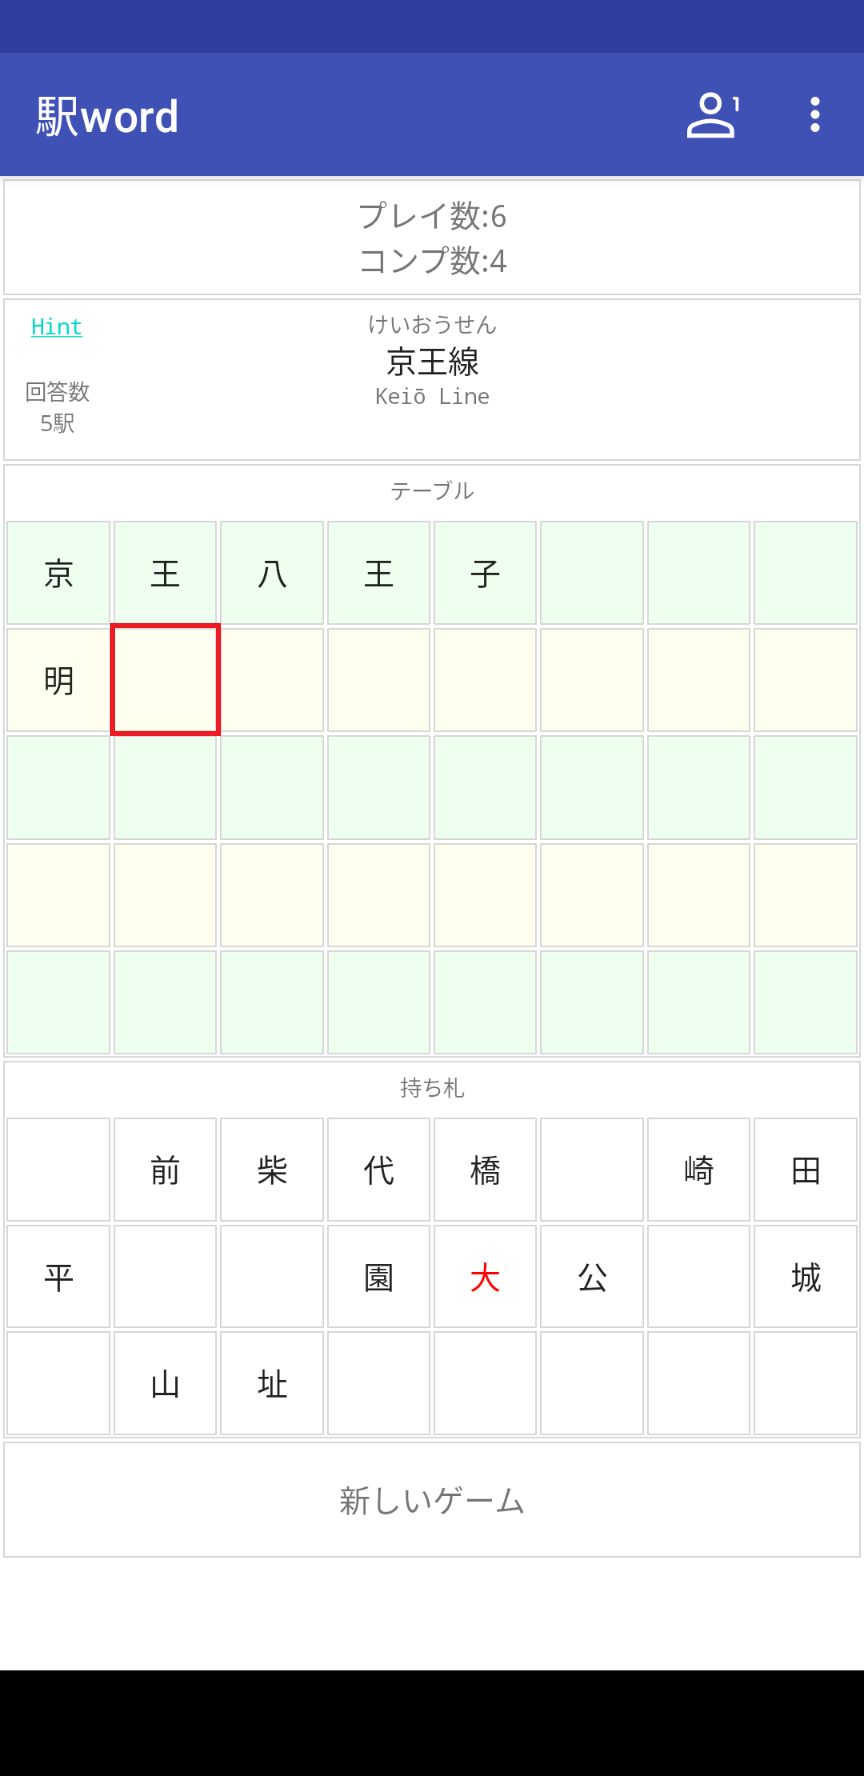 駅word
1
プレイ数:6
コンプ数:4
Hint
けいおうせん
京王線
Keiō Line
回答数
5駅
テーブル
京 王 八 王 子
明
持ち札
前 柴 代 橋 崎 田
平 園 大 公 城
山 址
新しいゲーム